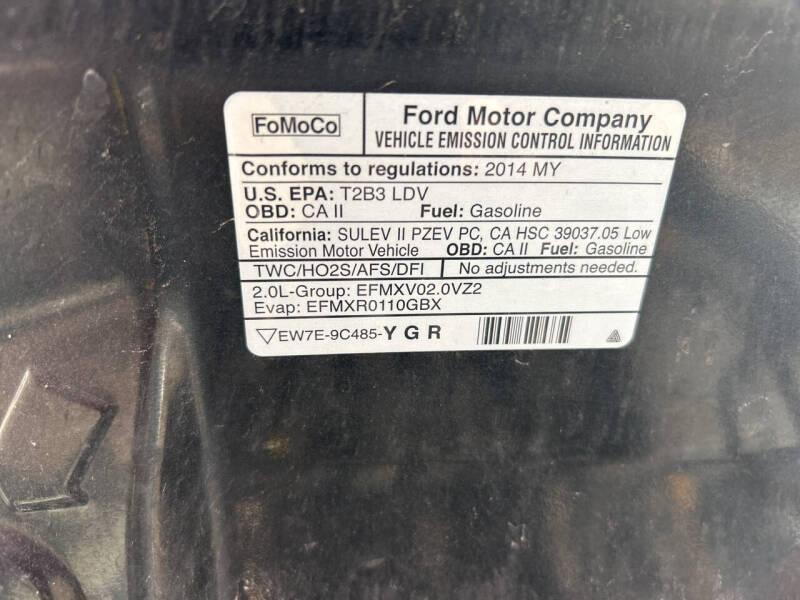 FoMoCo
Ford Motor Company
VEHICLE EMISSION CONTROL INFORMATION
Conforms to regulations: 2014 MY
U.S. EPA: T2B3 LDV
OBD: CA II Fuel: Gasoline
California: SULEV II PZEV PC, CA HSC 39037.05 Low
Emission Motor Vehicle OBD: CA II Fuel: Gasoline
TWC/HO2S/AFS/DFI No adjustments needed.
2.0L-Group: EFMXV02.0VZ2
Evap: EFMXR0110GBX
EW7E-9C485-Y G R